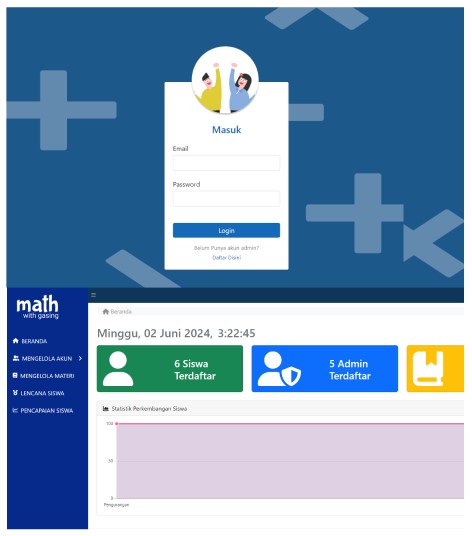 Masuk
Email
Password
Login
Belum Punya akun admin?
Daftar Disini
math
with gasing
Beranda
Minggu, 02 Juni 2024, 3:22:45
BERANDA
MENGELOLA AKUN
MENGELOLA MATERI
LENCANA SISWA
PENCAPAIAN SISWA
6 Siswa
Terdaftar
5 Admin
Terdaftar
Statistik Perkembangan Siswa
100
50
0
Pengurangan